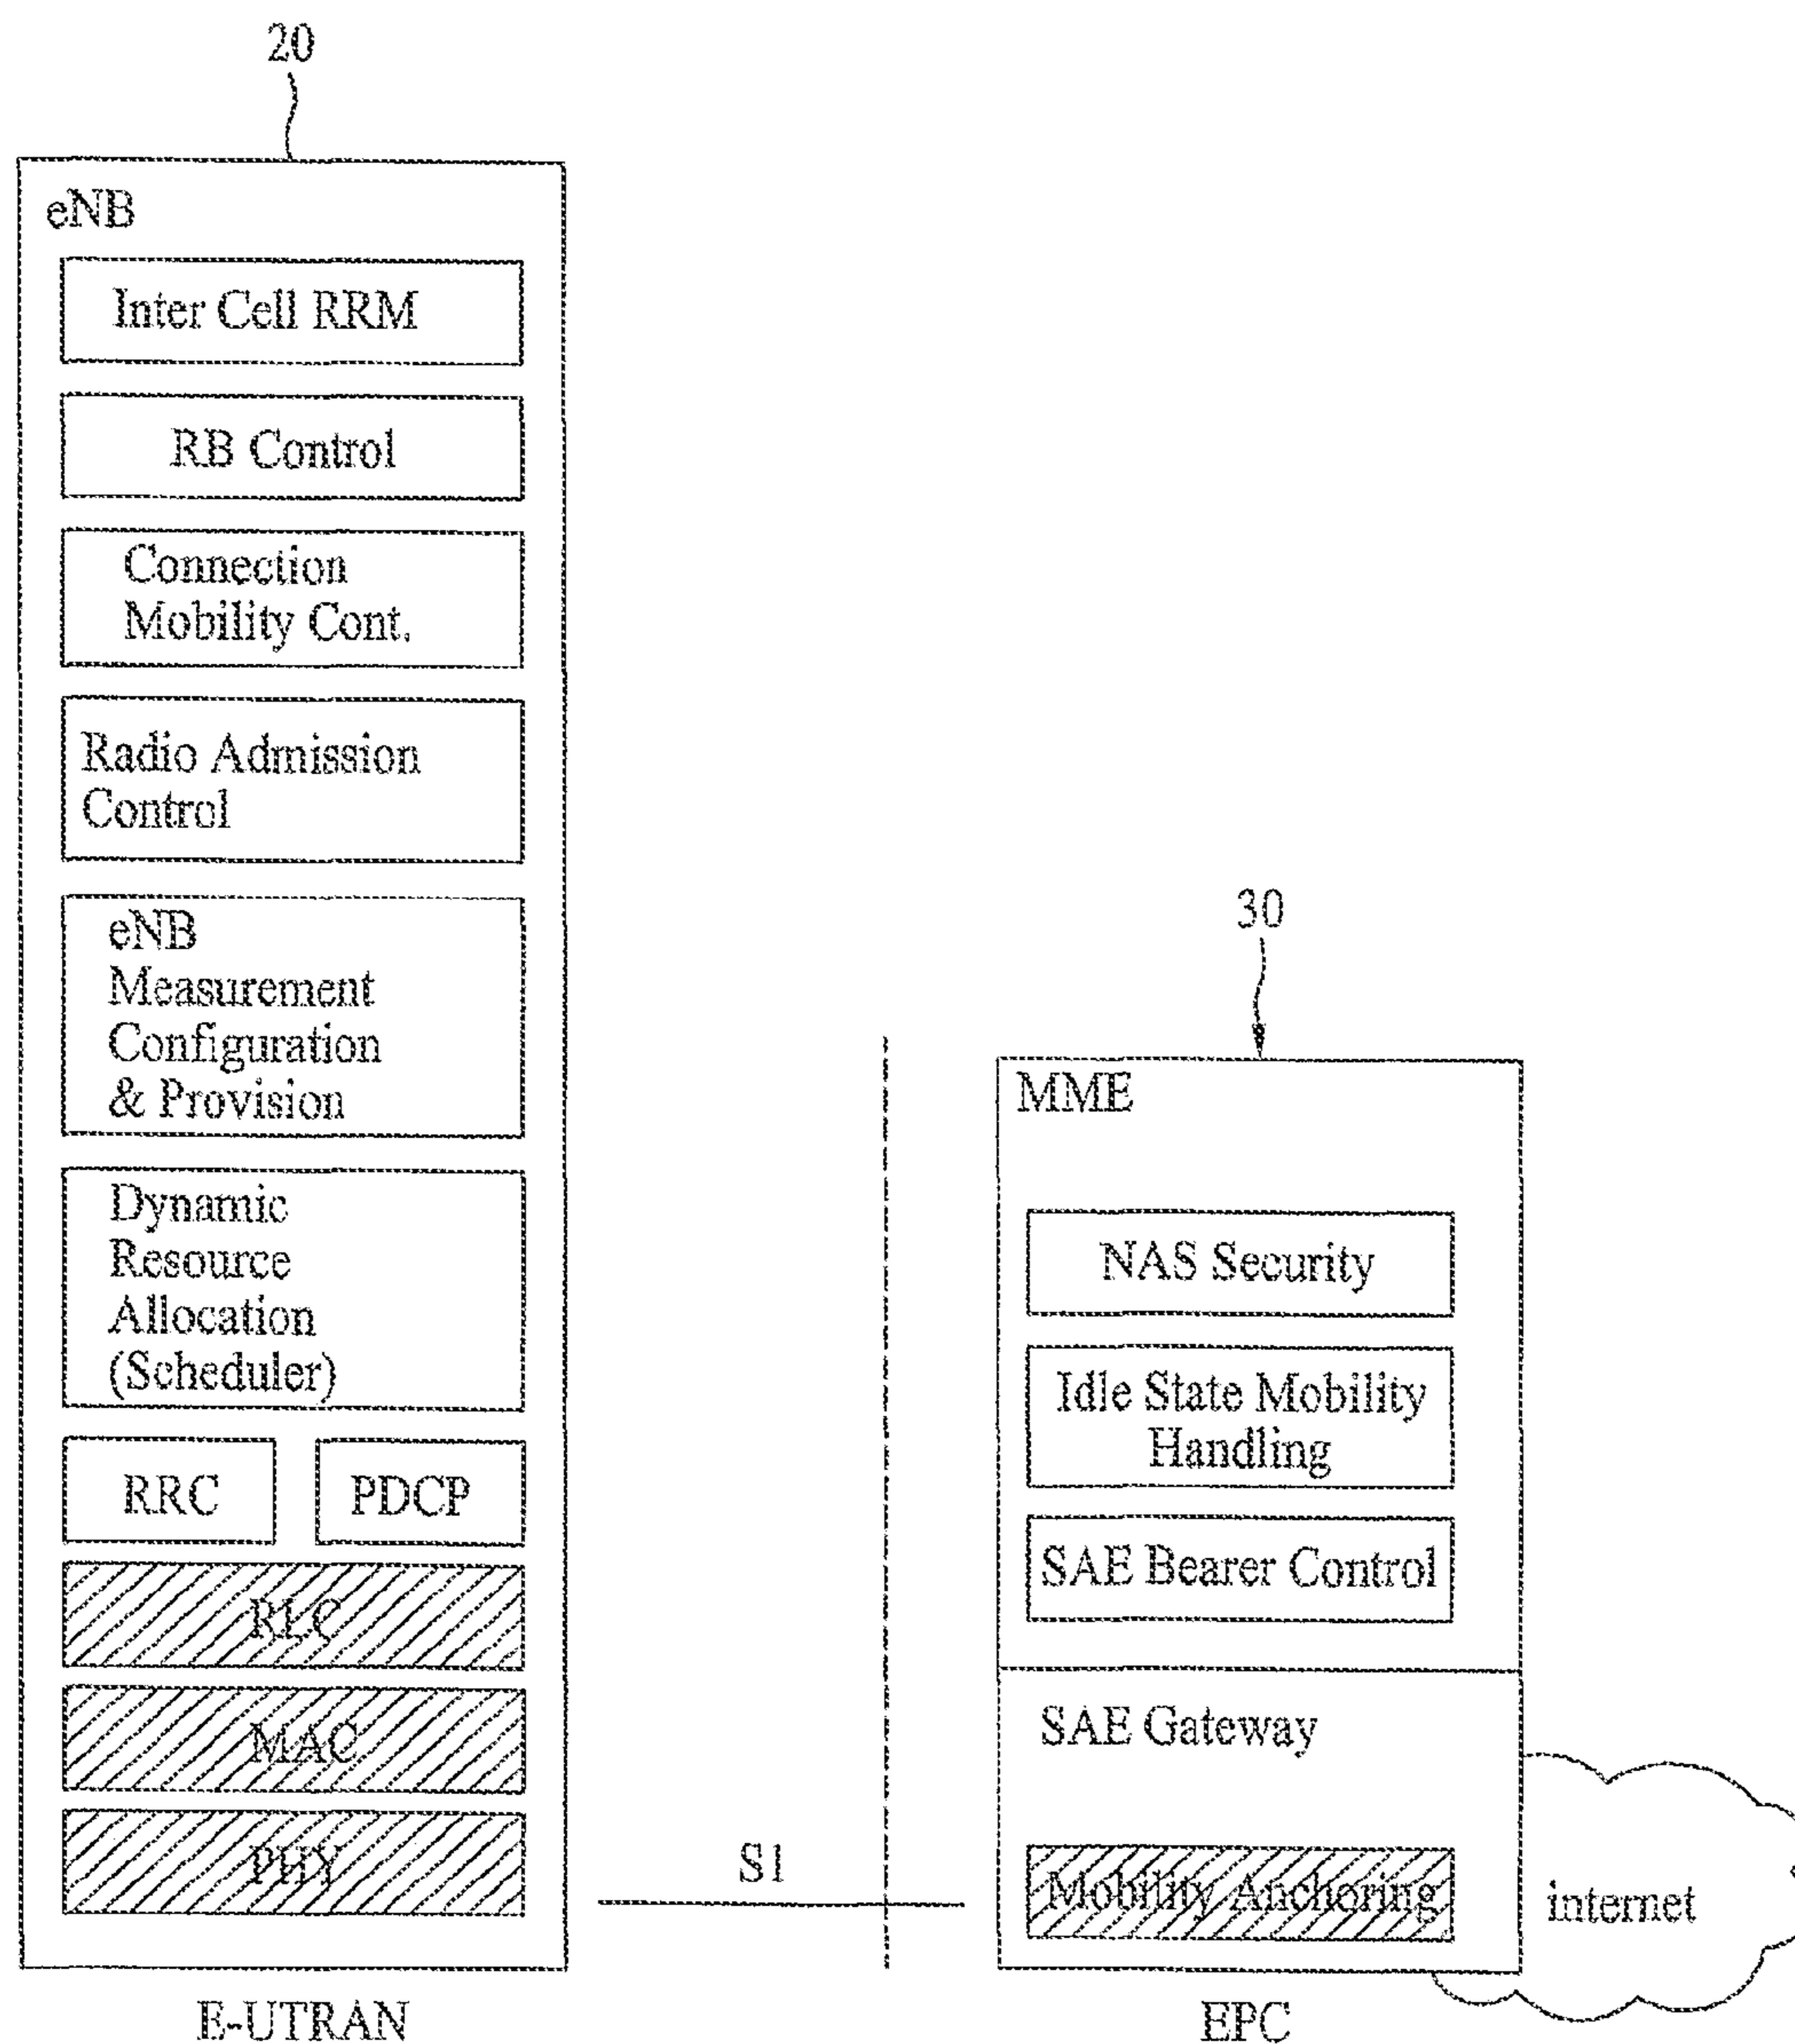 20
eNB
Inter Cell RRM
RB Control
Connection
Mobility Cont.
Radio Admission
Control
eNB
Measurement
Configuration
& Provision
Dynamic
Resource
Allocation
(Scheduler)
RRC
PDCP
RLC
MAC
PHY
E-UTRAN
S1
30
MME
NAS Security
Idle State Mobility
Handling
SAE Bearer Control
SAE Gateway
Mobility Anchoring
EPC
internet